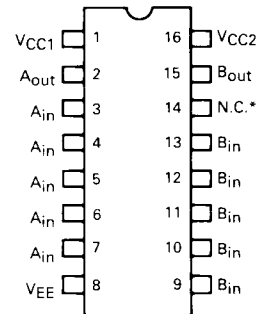 VCC1 1 16 VCC2
Aout 2 15 Bout
Ain 3 14 N.C.*
Ain 4 13 Bin
Ain 5 12 Bin
Ain 6 11 Bin
Ain 7 10 Bin
VEE 8 9 Bin